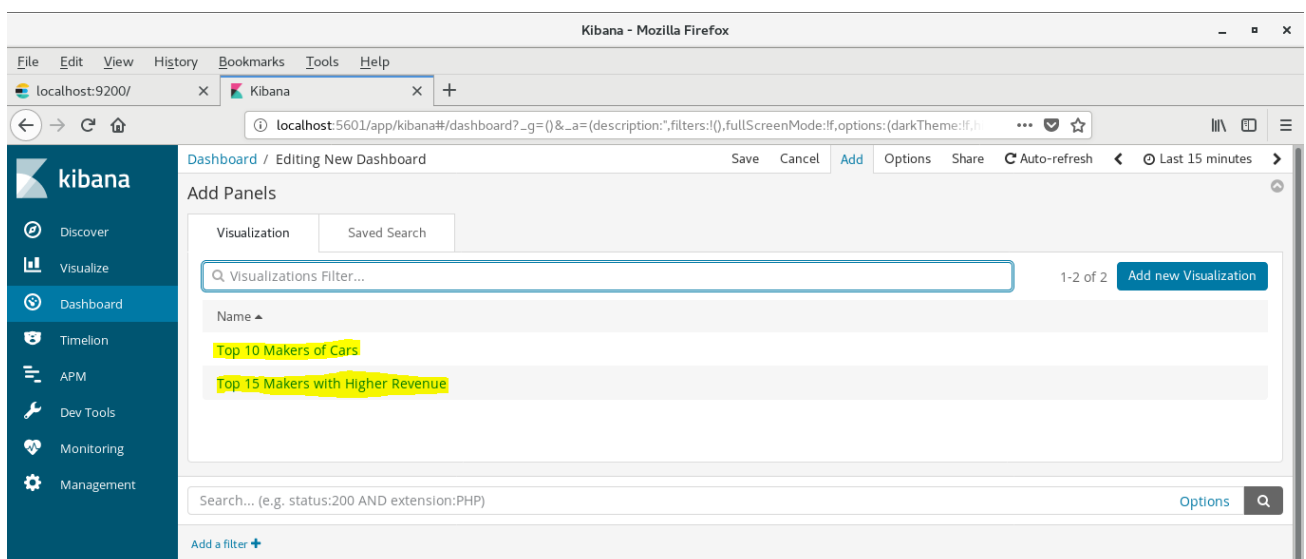 Kibana - Mozilla Firefox
File Edit View History Bookmarks Tools Help
localhost:9200/ Kibana
localhost:5601/app/kibana#/dashboard?_g=()&_a=(description:'',filters:!(),fullScreenMode:!f,options:(darkTheme:!f,h
kibana
Dashboard / Editing New Dashboard Save Cancel Add Options Share Auto-refresh Last 15 minutes
Add Panels
Discover
Visualize
Dashboard
Timelion
APM
Dev Tools
Monitoring
Management
Visualization Saved Search
Visualizations Filter... 1-2 of 2 Add new Visualization
Name
Top 10 Makers of Cars
Top 15 Makers with Higher Revenue
Search... (e.g. status:200 AND extension:PHP) Options
Add a filter